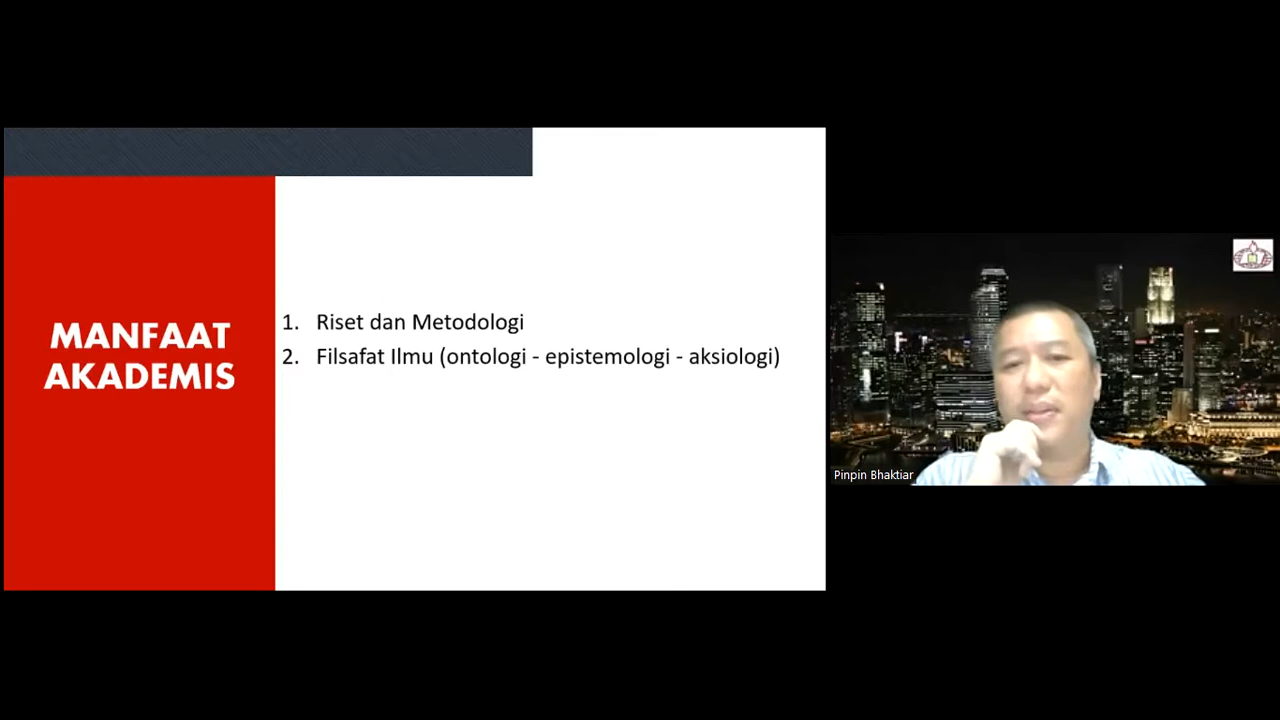 MANFAAT
AKADEMIS
1. Riset dan Metodologi
2. Filsafat Ilmu (ontologi - epistemologi - aksiologi)
Pinpin Bhaktiar